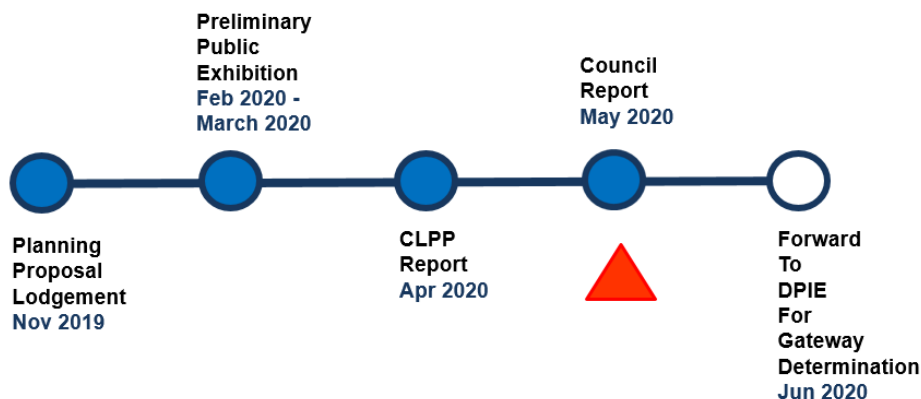 Planning
Proposal
Lodgement
Nov 2019
Preliminary
Public
Exhibition
Feb 2020 -
March 2020
CLPP
Report
Apr 2020
Council
Report
May 2020
Forward
To
DPIE
For
Gateway
Determination
Jun 2020